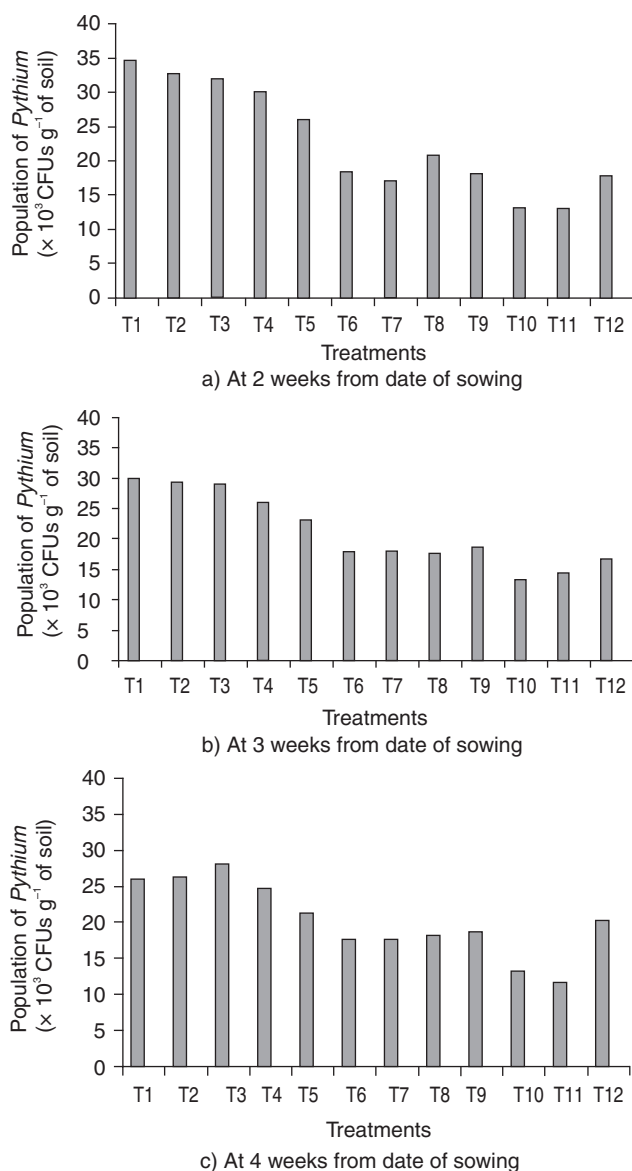 Population of Pythium
(× 10³ CFUs g⁻¹ of soil)
40
35
30
25
20
15
10
5
0
T1 T2 T3 T4 T5 T6 T7 T8 T9 T10 T11 T12
Treatments
a) At 2 weeks from date of sowing
Population of Pythium
(× 10³ CFUs g⁻¹ of soil)
40
35
30
25
20
15
10
5
0
T1 T2 T3 T4 T5 T6 T7 T8 T9 T10 T11 T12
Treatments
b) At 3 weeks from date of sowing
Population of Pythium
(× 10³ CFUs g⁻¹ of soil)
40
35
30
25
20
15
10
5
0
T1 T2 T3 T4 T5 T6 T7 T8 T9 T10 T11 T12
Treatments
c) At 4 weeks from date of sowing